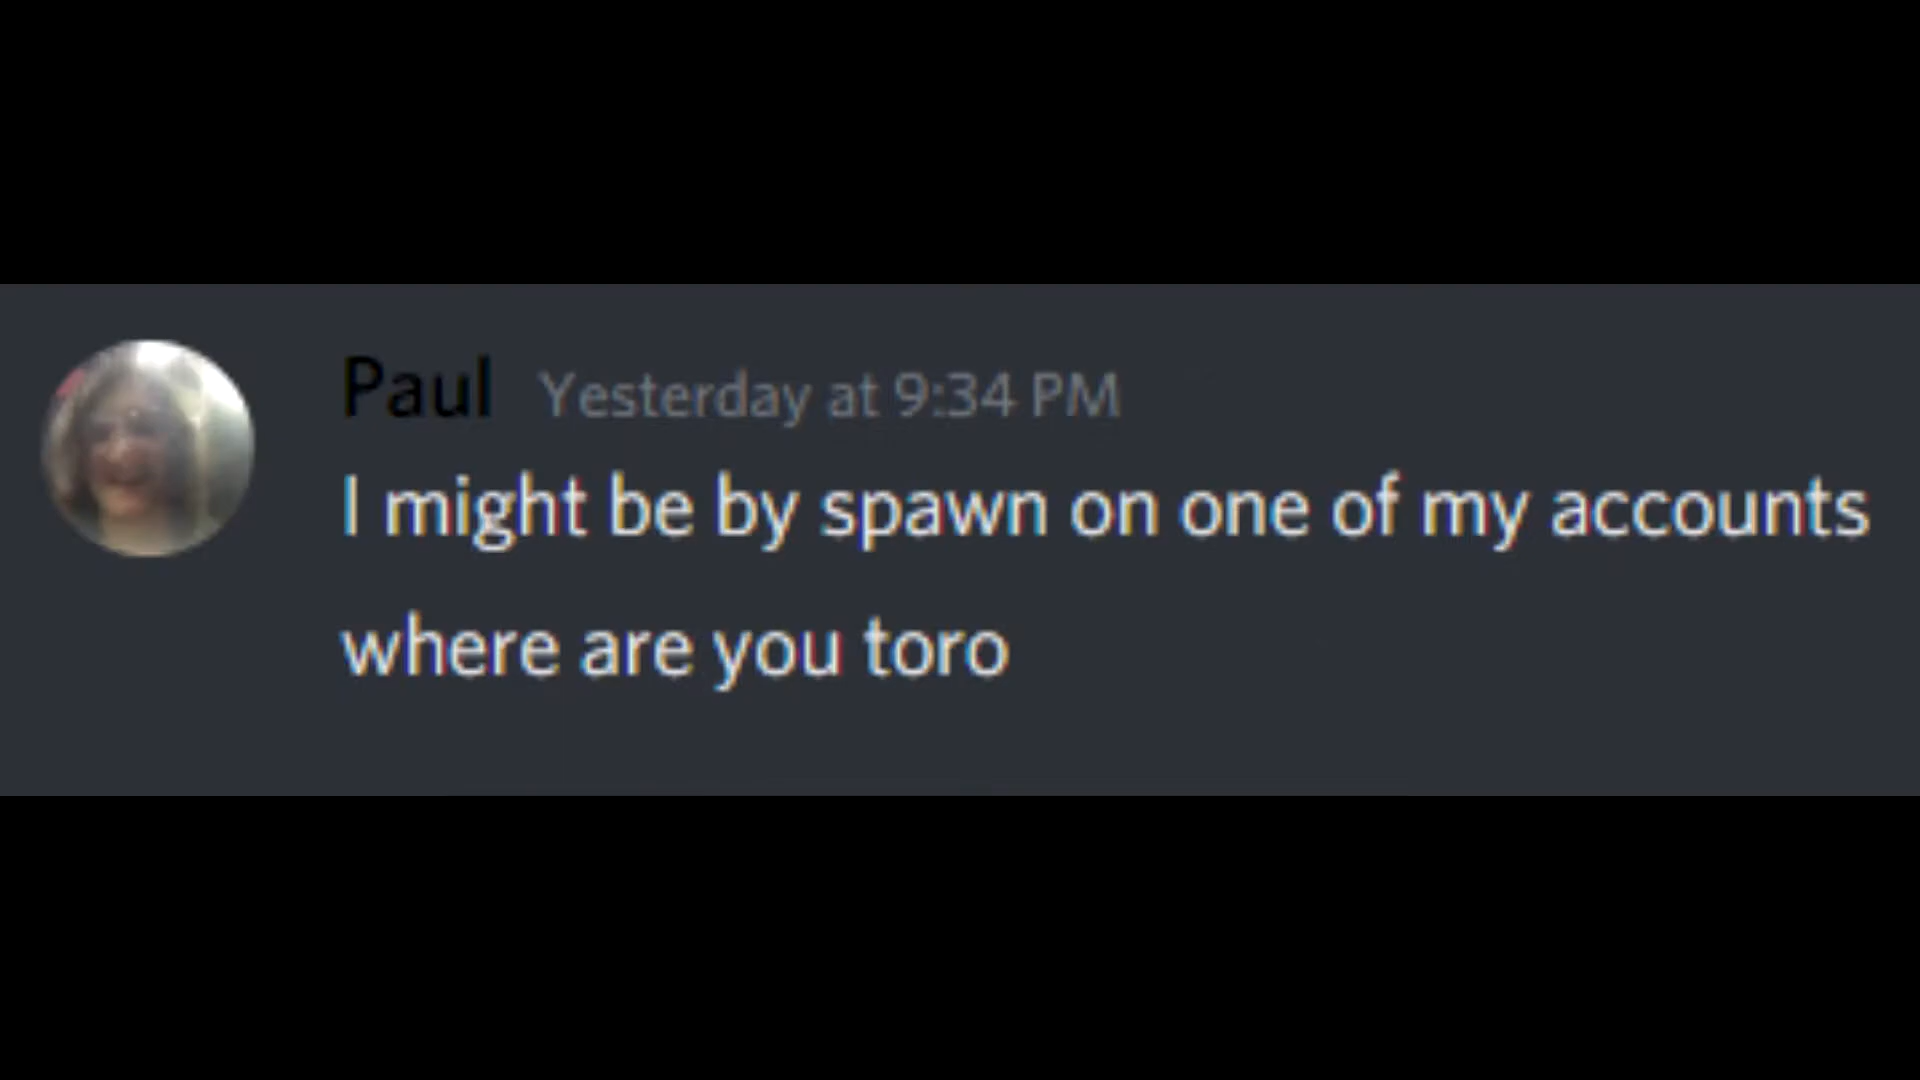 Paul Yesterday at 9:34 PM
I might be by spawn on one of my accounts
where are you toro